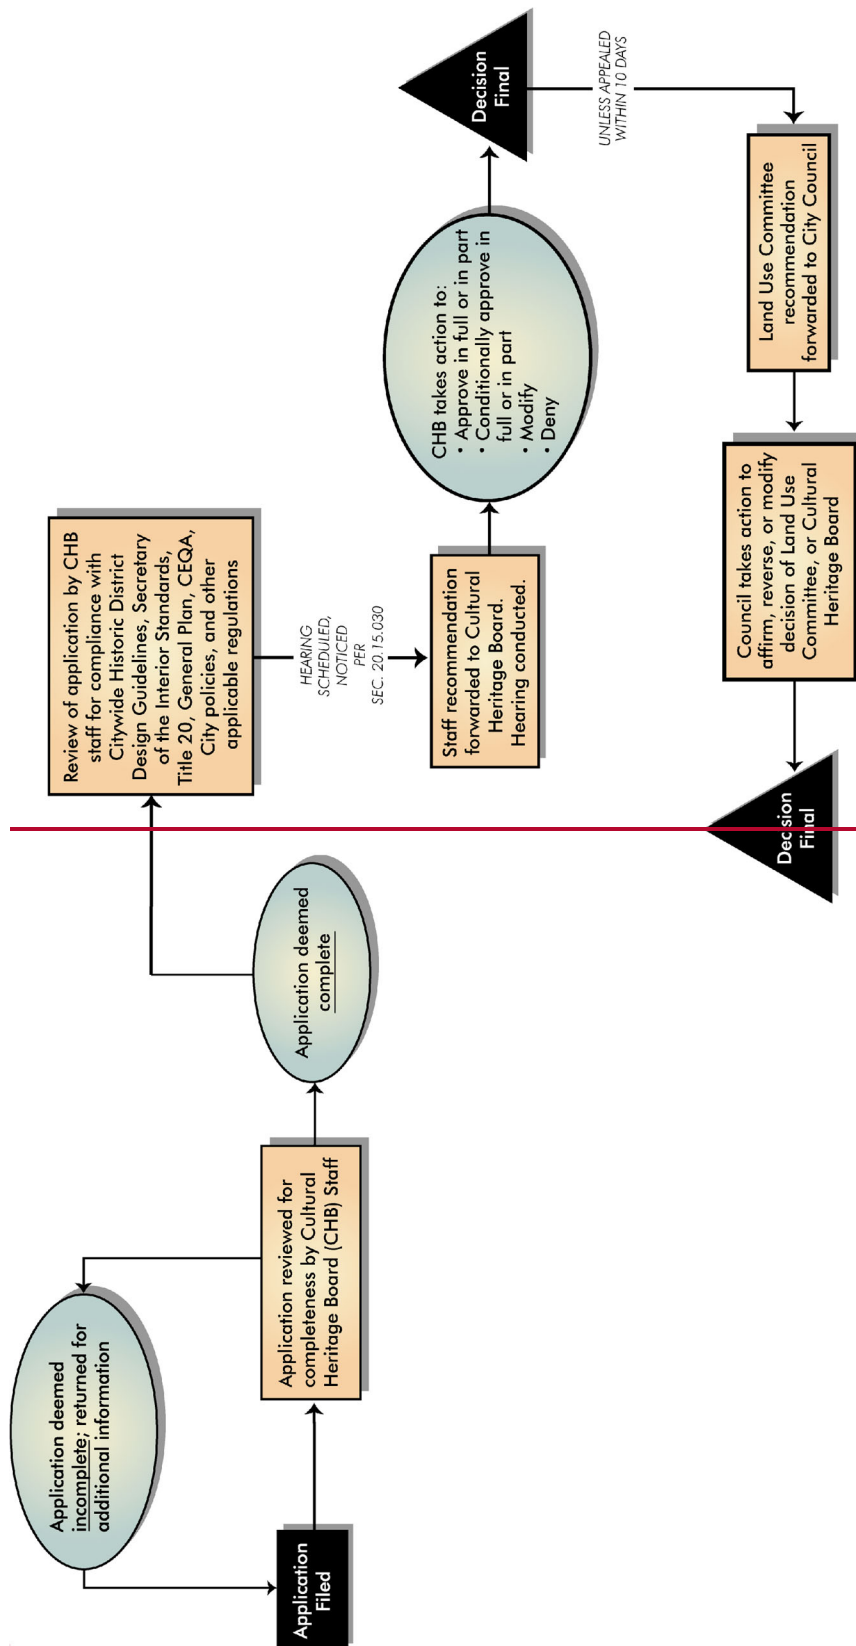 Application
Filed
Application deemed
incomplete; returned for
additional information
Application reviewed for
completeness by Cultural
Heritage Board (CHB) Staff
Application deemed
complete
Review of application by CHB
staff for compliance with
Citywide Historic District
Design Guidelines, Secretary
of the Interior Standards,
Title 20, General Plan, CEQA,
City policies, and other
applicable regulations
HEARING
SCHEDULED,
NOTICED
PER
SEC. 20.15.030
Staff recommendation
forwarded to Cultural
Heritage Board.
Hearing conducted.
CHB takes action to:
• Approve in full or in part
• Conditionally approve in
full or in part
• Modify
• Deny
Decision
Final
UNLESS APPEALED
WITHIN 10 DAYS
Land Use Committee
recommendation
forwarded to City Council
Council takes action to
affirm, reverse, or modify
decision of Land Use
Committee, or Cultural
Heritage Board
Decision
Final